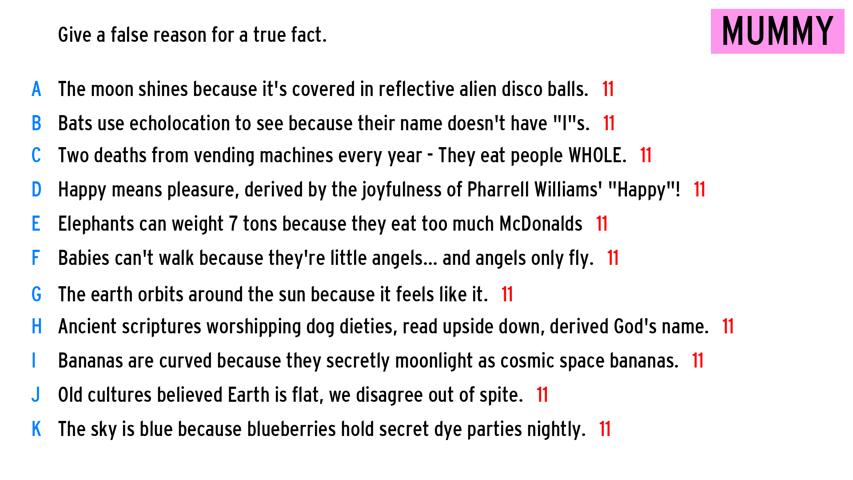 Give a false reason for a true fact.
MUMMY
A The moon shines because it's covered in reflective alien disco balls. 11
B Bats use echolocation to see because their name doesn't have "I"s. 11
C Two deaths from vending machines every year - They eat people WHOLE. 11
D Happy means pleasure, derived by the joyfulness of Pharrell Williams' "Happy"! 11
E Elephants can weight 7 tons because they eat too much McDonalds 11
F Babies can't walk because they're little angels... and angels only fly. 11
G The earth orbits around the sun because it feels like it. 11
H Ancient scriptures worshipping dog dieties, read upside down, derived God's name. 11
I Bananas are curved because they secretly moonlight as cosmic space bananas. 11
J Old cultures believed Earth is flat, we disagree out of spite. 11
K The sky is blue because blueberries hold secret dye parties nightly. 11